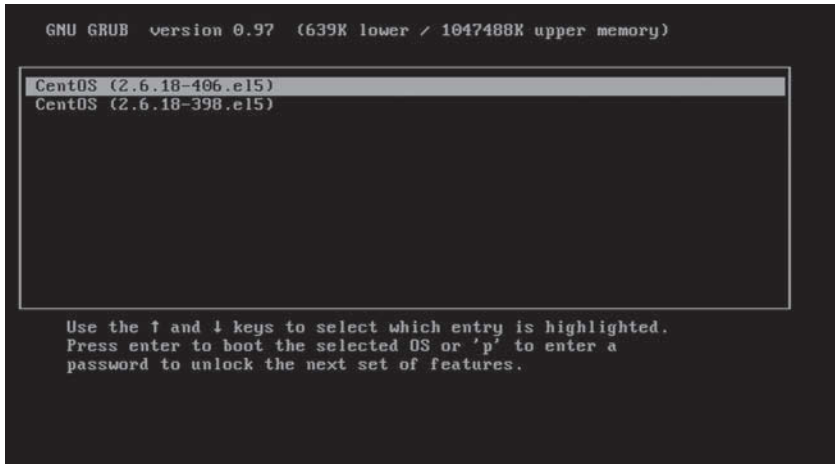 GNU GRUB version 0.97 (639K lower / 1047488K upper memory)
CentOS (2.6.18-406.el5)
CentOS (2.6.18-398.el5)
Use the ↑ and ↓ keys to select which entry is highlighted.
Press enter to boot the selected OS or 'p' to enter a
password to unlock the next set of features.